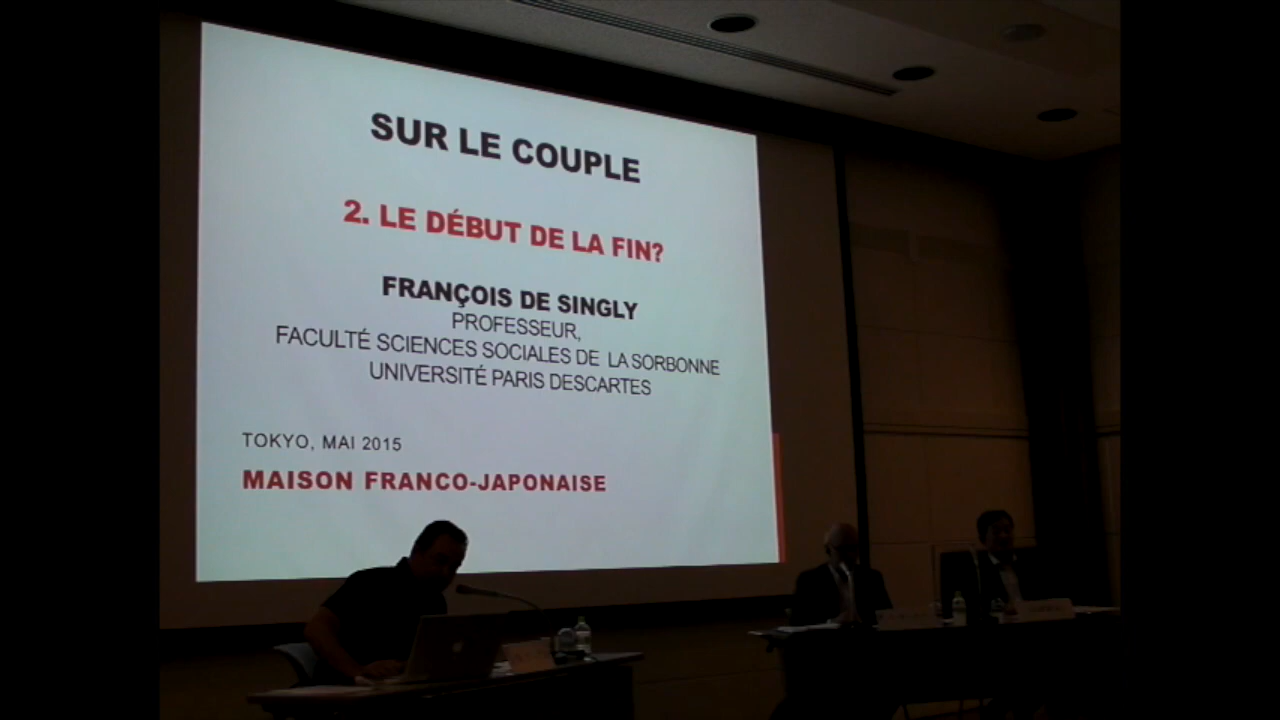 SUR LE COUPLE
2. LE DÉBUT DE LA FIN?
FRANÇOIS DE SINGLY
PROFESSEUR,
FACULTÉ SCIENCES SOCIALES DE LA SORBONNE
UNIVERSITÉ PARIS DESCARTES
TOKYO, MAI 2015
MAISON FRANCO-JAPONAISE